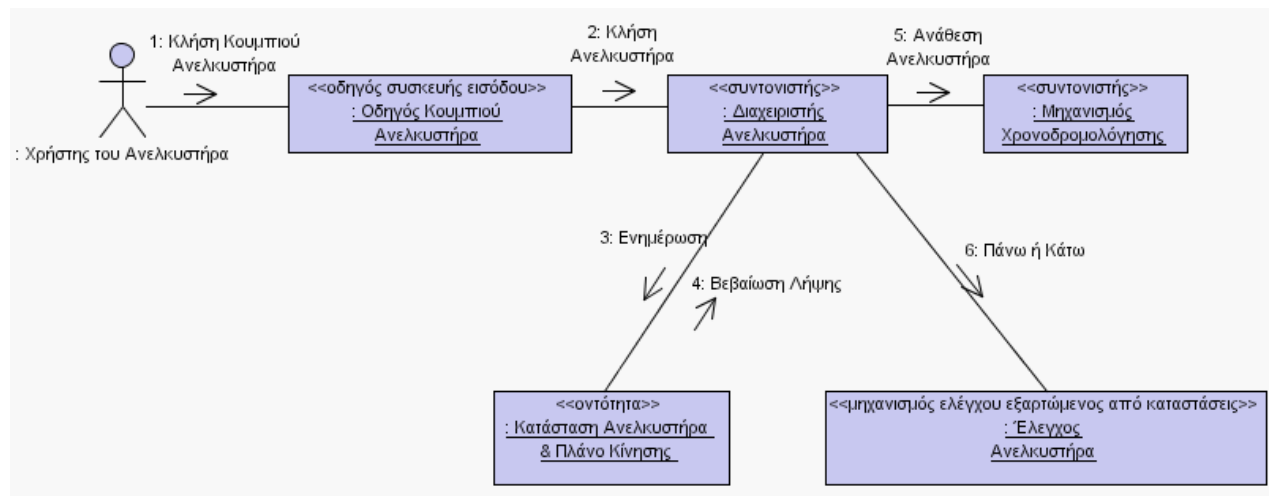 1: Κλήση Κουμπιού
Ανελκυστήρα
2: Κλήση
Ανελκυστήρα
5: Ανάθεση
Ανελκυστήρα
<<οδηγός συσκευής εισόδου>>
: Οδηγός Κουμπιού
Ανελκυστήρα
<<συντονιστής>>
: Διαχειριστής
Ανελκυστήρα
<<συντονιστής>>
: Μηχανισμός
Χρονοδρομολόγησης
: Χρήστης του Ανελκυστήρα
3: Ενημέρωση
4: Βεβαίωση Λήψης
6: Πάνω ή Κάτω
<<οντότητα>>
: Κατάσταση Ανελκυστήρα
& Πλάνο Κίνησης
<<μηχανισμός ελέγχου εξαρτώμενος από καταστάσεις>>
: Έλεγχος
Ανελκυστήρα